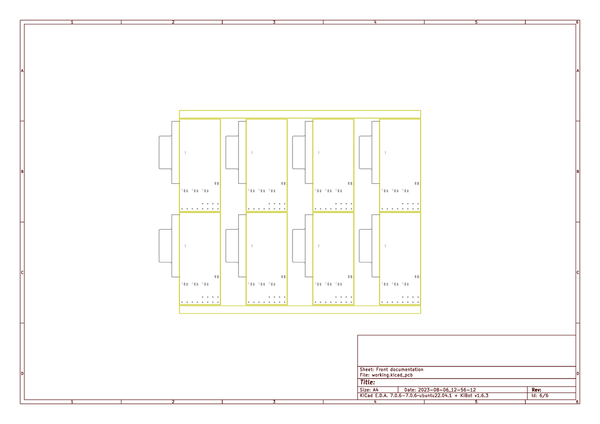 1 2 3 4 5 6
A A
B B
C C
Sheet: Front documentation
File: working.kicad_pcb
Title:
D D
Size: A4 Date: 2023-08-06_12-56-12 Rev:
KiCad E.D.A. 7.0.6-7.0.6~ubuntu22.04.1 + KiBot v1.6.3 Id: 6/6
1 2 3 4 5 6